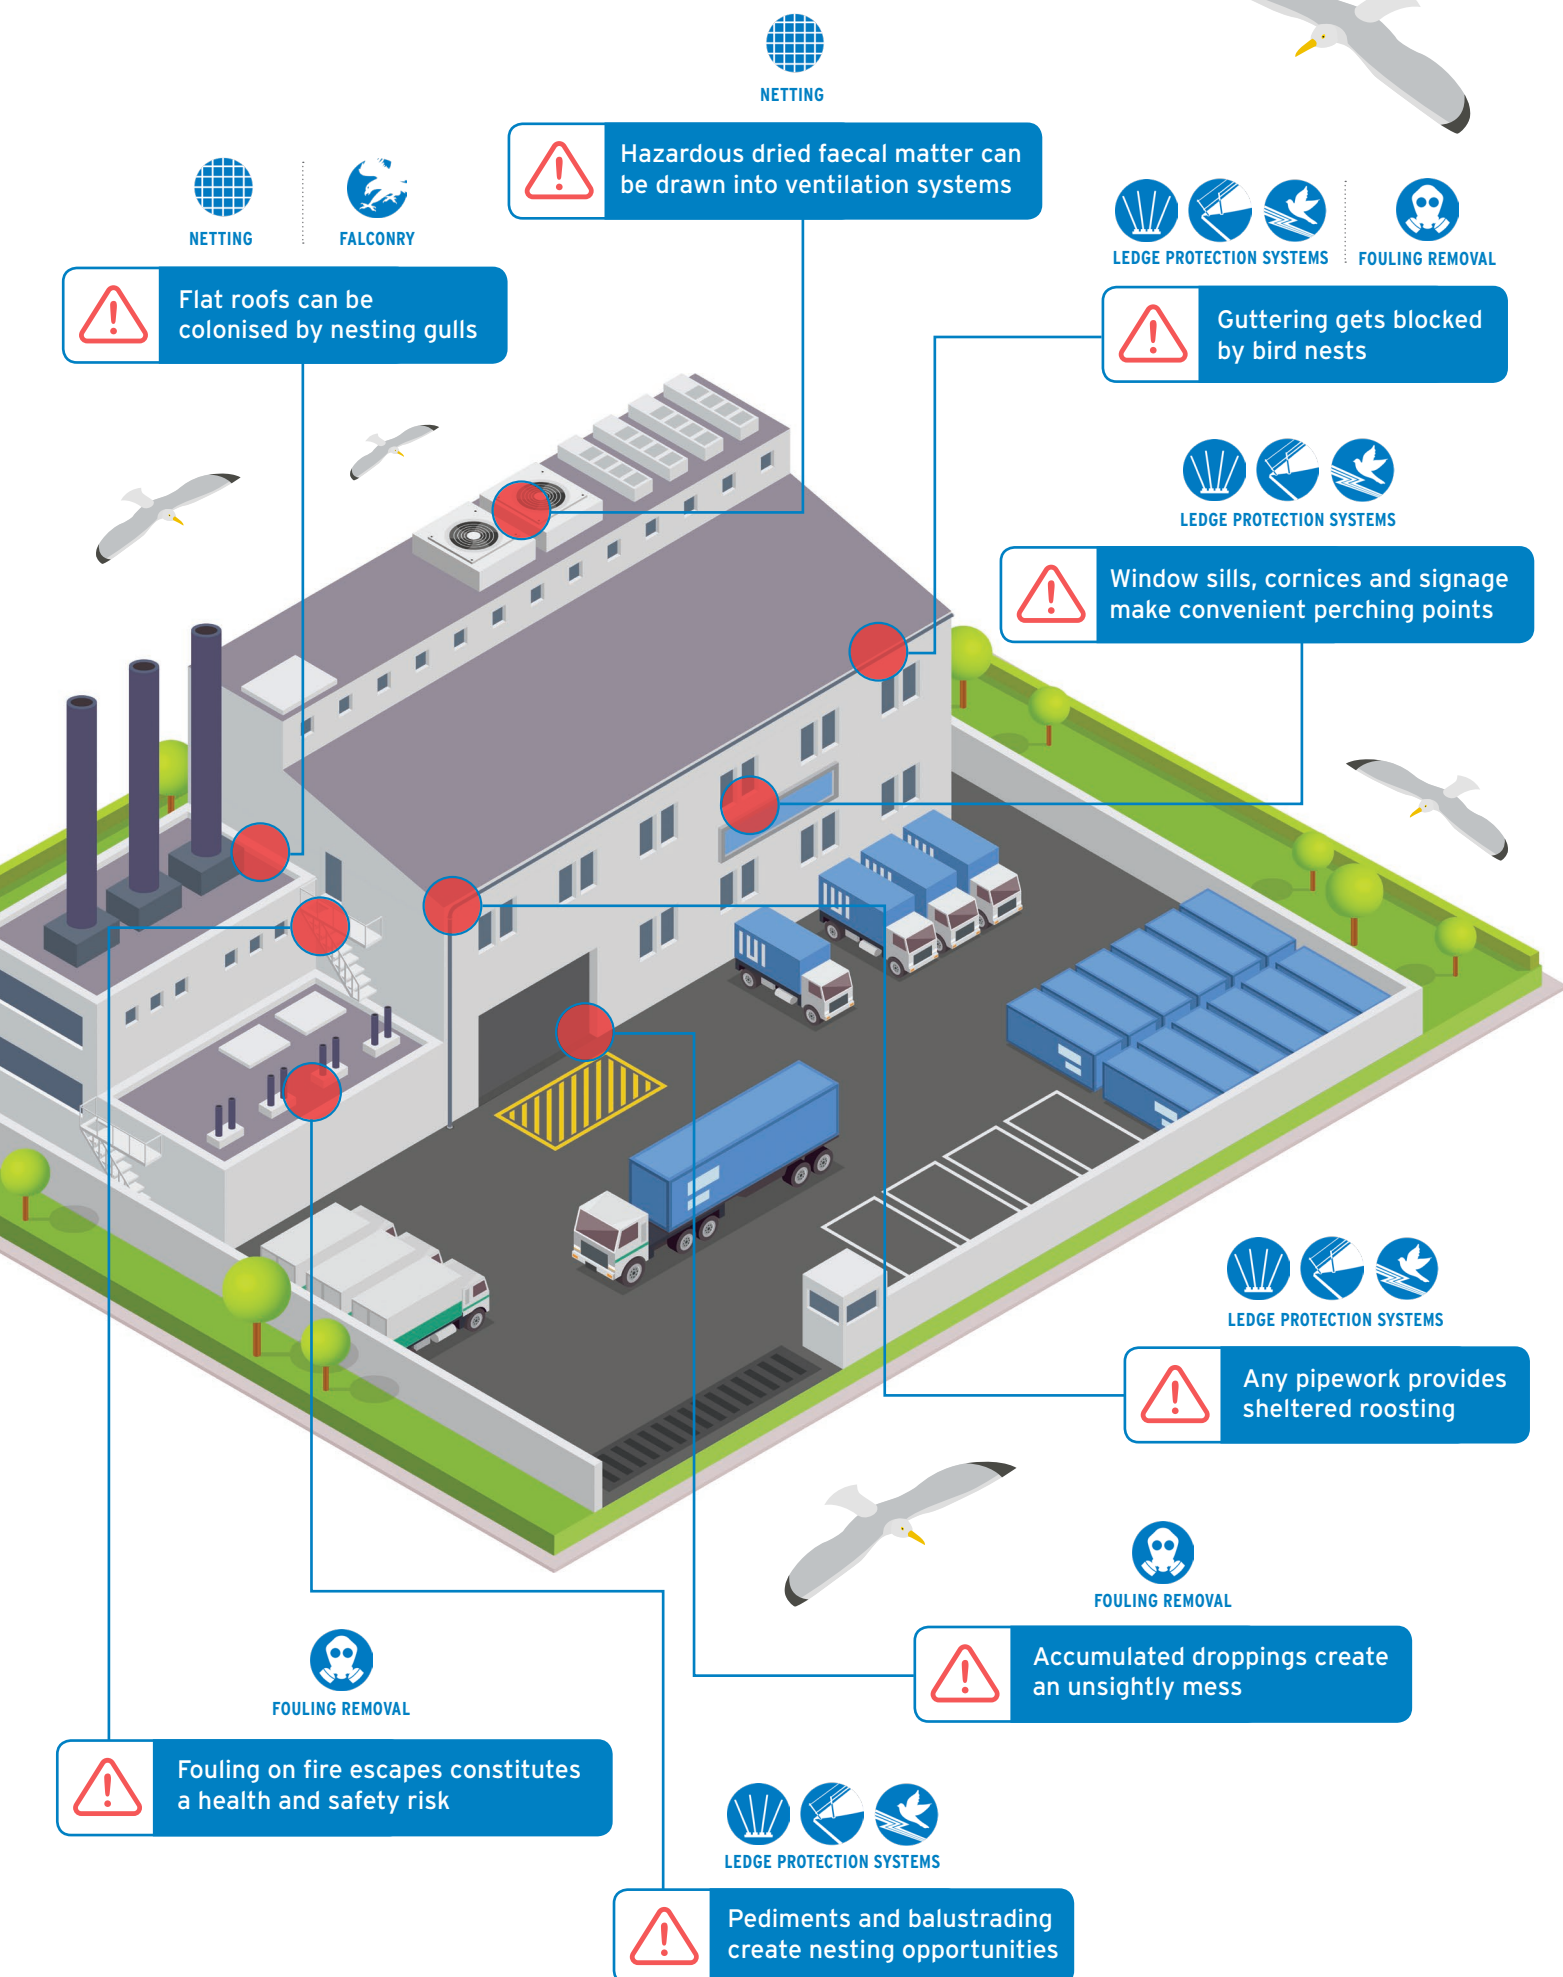 NETTING
Hazardous dried faecal matter can
be drawn into ventilation systems
NETTING
FALCONRY
Flat roofs can be
colonised by nesting gulls
LEDGE PROTECTION SYSTEMS
FOULING REMOVAL
Guttering gets blocked
by bird nests
LEDGE PROTECTION SYSTEMS
Window sills, cornices and signage
make convenient perching points
LEDGE PROTECTION SYSTEMS
Any pipework provides
sheltered roosting
FOULING REMOVAL
Accumulated droppings create
an unsightly mess
FOULING REMOVAL
Fouling on fire escapes constitutes
a health and safety risk
LEDGE PROTECTION SYSTEMS
Pediments and balustrading
create nesting opportunities